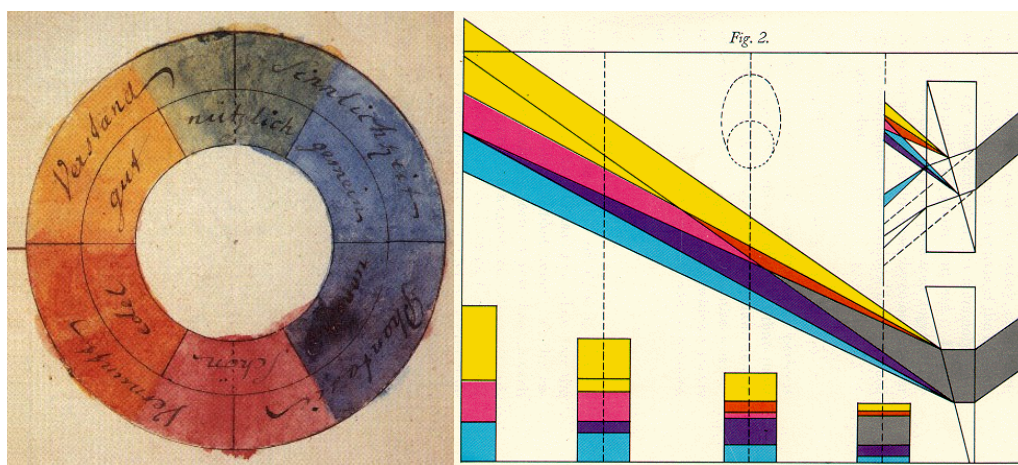 Verstand
Sinnlichkeit
nützlich
gut
gemein
edel
Phantasie
Vernunft
schön
Fig. 2.